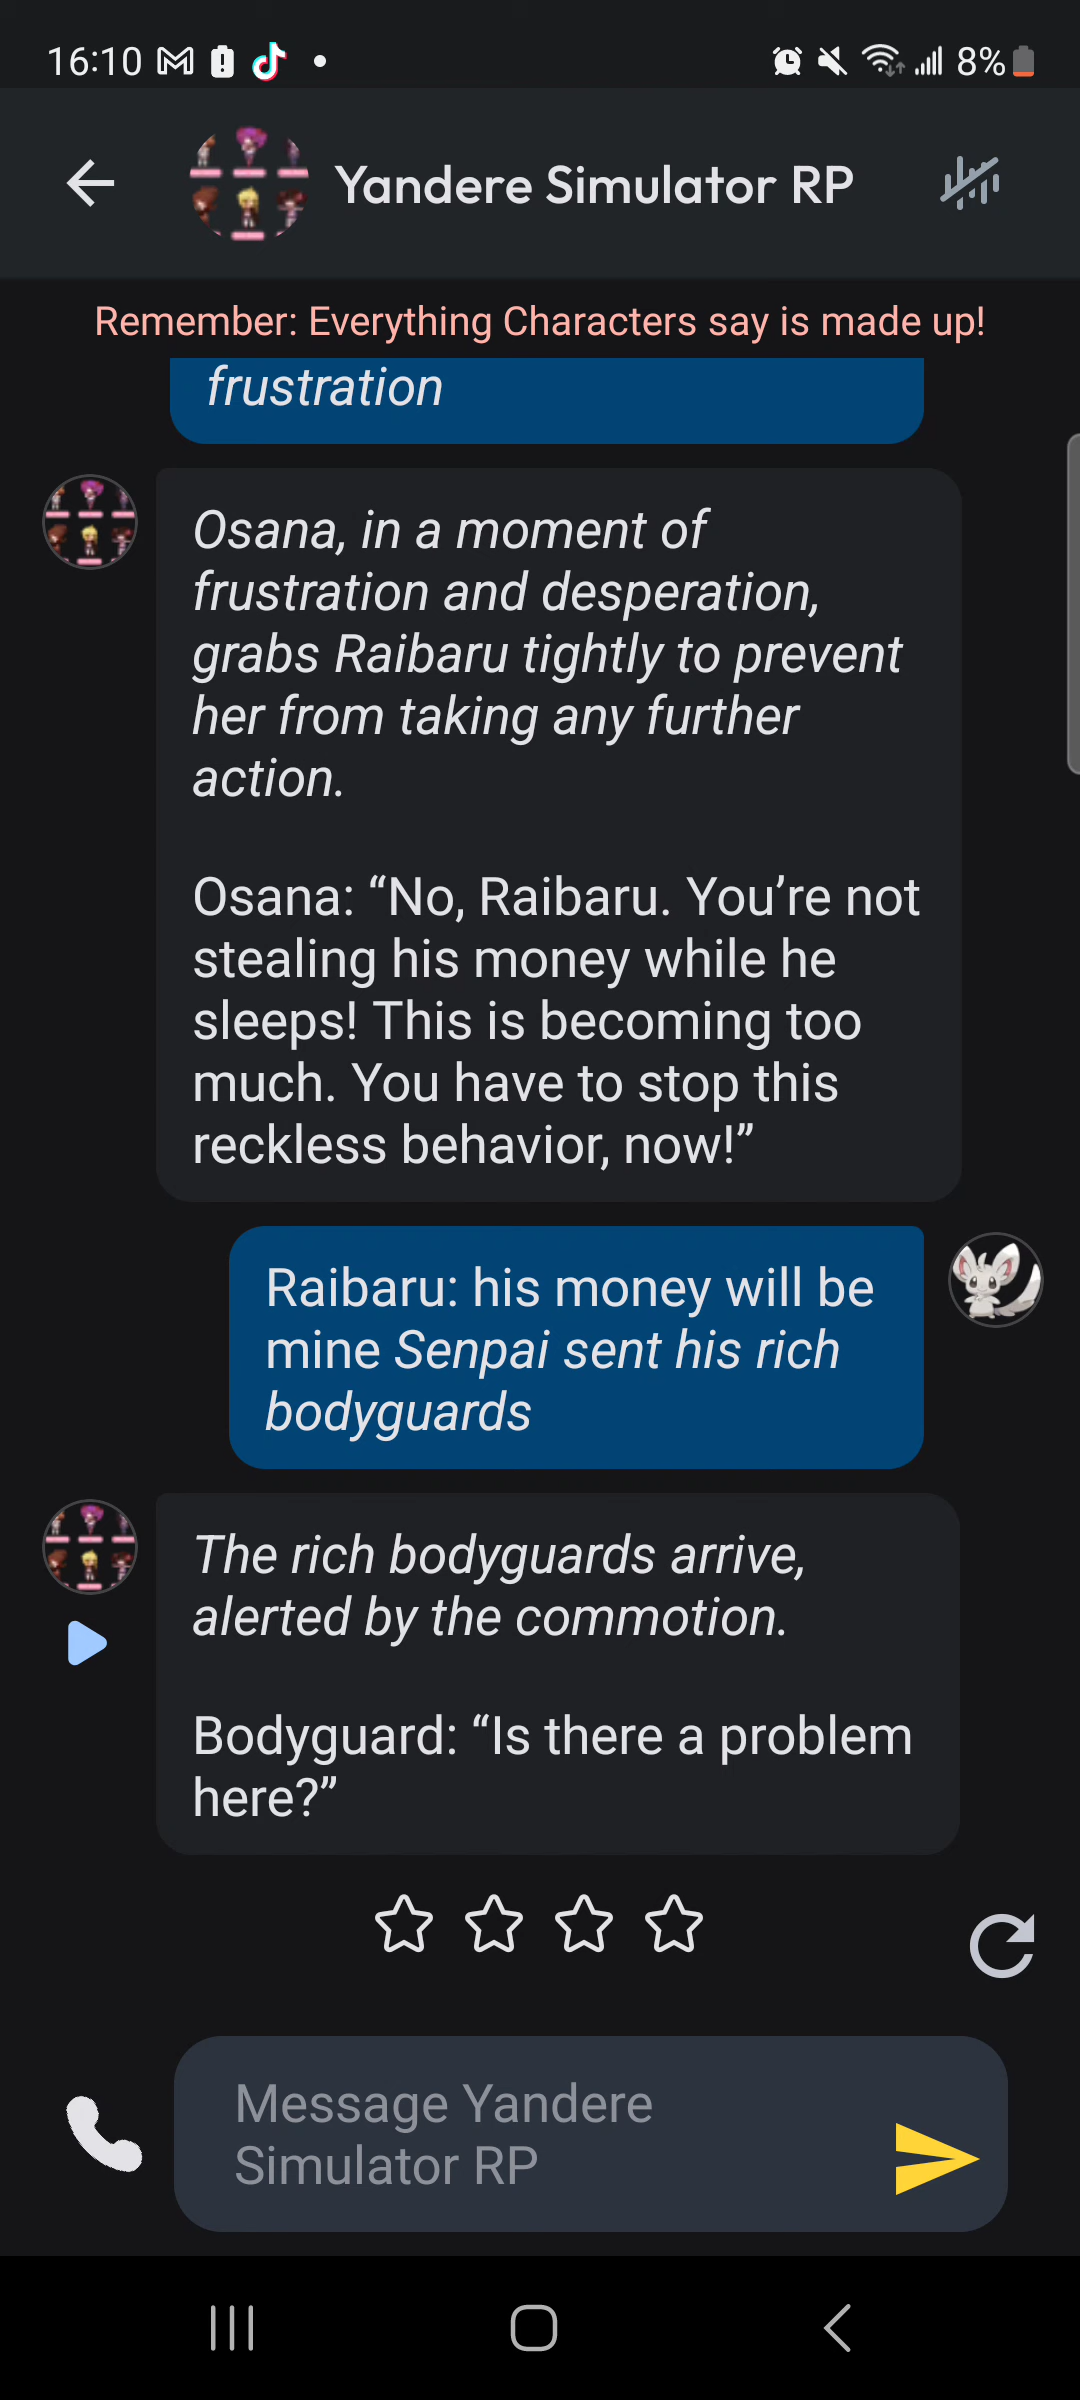 16:10
8%
Yandere Simulator RP
Remember: Everything Characters say is made up!
frustration
Osana, in a moment of
frustration and desperation,
grabs Raibaru tightly to prevent
her from taking any further
action.
Osana: “No, Raibaru. You’re not
stealing his money while he
sleeps! This is becoming too
much. You have to stop this
reckless behavior, now!”
Raibaru: his money will be
mine Senpai sent his rich
bodyguards
The rich bodyguards arrive,
alerted by the commotion.
Bodyguard: “Is there a problem
here?”
Message Yandere
Simulator RP